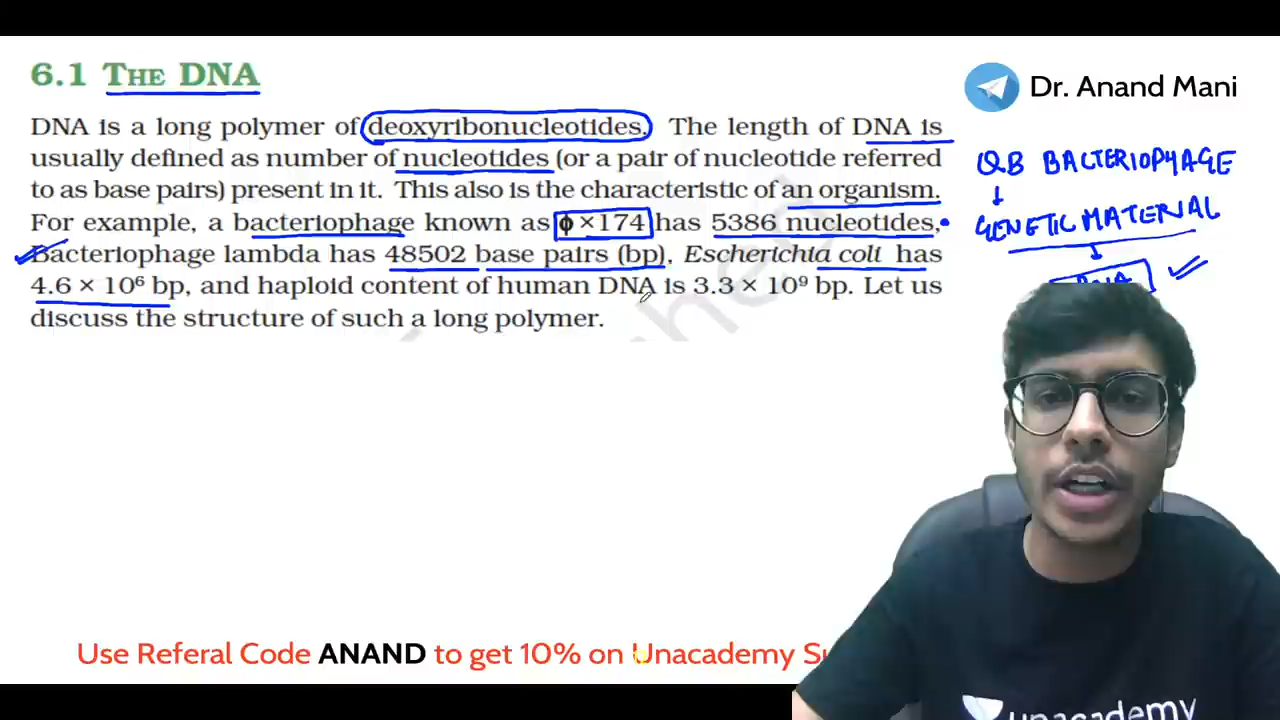 6.1 THE DNA
DNA is a long polymer of deoxyribonucleotides. The length of DNA is
usually defined as number of nucleotides (or a pair of nucleotide referred
to as base pairs) present in it. This also is the characteristic of an organism.
For example, a bacteriophage known as ϕ×174 has 5386 nucleotides,
Bacteriophage lambda has 48502 base pairs (bp), Escherichia coli has
4.6 × 10⁶ bp, and haploid content of human DNA is 3.3 × 10⁹ bp. Let us
discuss the structure of such a long polymer.
Dr. Anand Mani
QB BACTERIOPHAGE
↓
GENETIC MATERIAL
↓
Use Referal Code ANAND to get 10% on Unacademy
unacademy